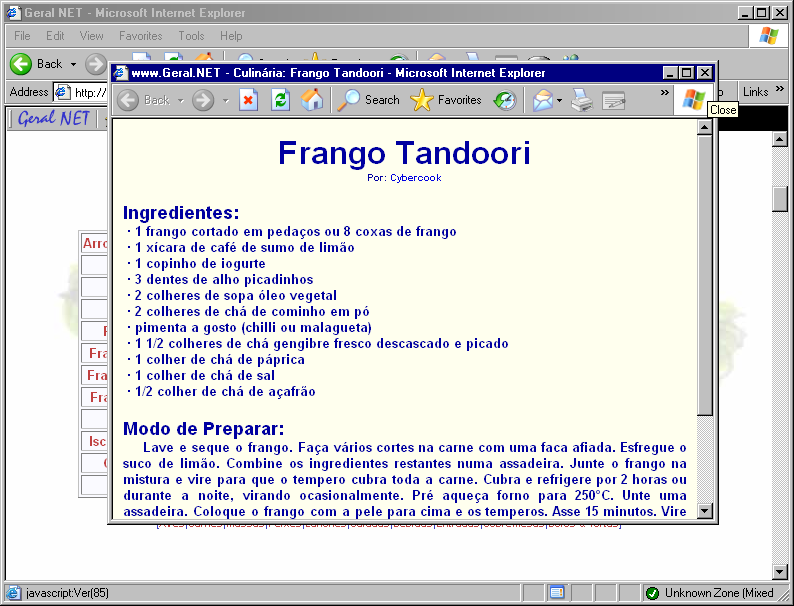 Geral NET - Microsoft Internet Explorer
File Edit View Favorites Tools Help
Back
Address http://
Links »
Geral NET
www.Geral.NET - Culinária: Frango Tandoori - Microsoft Internet Explorer
Back Search Favorites »
Close
Frango Tandoori
Por: Cybercook
Ingredientes:
· 1 frango cortado em pedaços ou 8 coxas de frango
· 1 xícara de café de sumo de limão
· 1 copinho de iogurte
· 3 dentes de alho picadinhos
· 2 colheres de sopa óleo vegetal
· 2 colheres de chá de cominho em pó
· pimenta a gosto (chilli ou malagueta)
· 1 1/2 colheres de chá gengibre fresco descascado e picado
· 1 colher de chá de páprica
· 1 colher de chá de sal
· 1/2 colher de chá de açafrão
Modo de Preparar:
Lave e seque o frango. Faça vários cortes na carne com uma faca afiada. Esfregue o
suco de limão. Combine os ingredientes restantes numa assadeira. Junte o frango na
mistura e vire para que o tempero cubra toda a carne. Cubra e refrigere por 2 horas ou
durante a noite, virando ocasionalmente. Pré aqueça forno para 250°C. Unte uma
assadeira. Coloque o frango com a pele para cima e os temperos. Asse 15 minutos. Vire
Arro
Fra
Fra
Fra
Isc
javascript:Ver(85)
Unknown Zone (Mixed